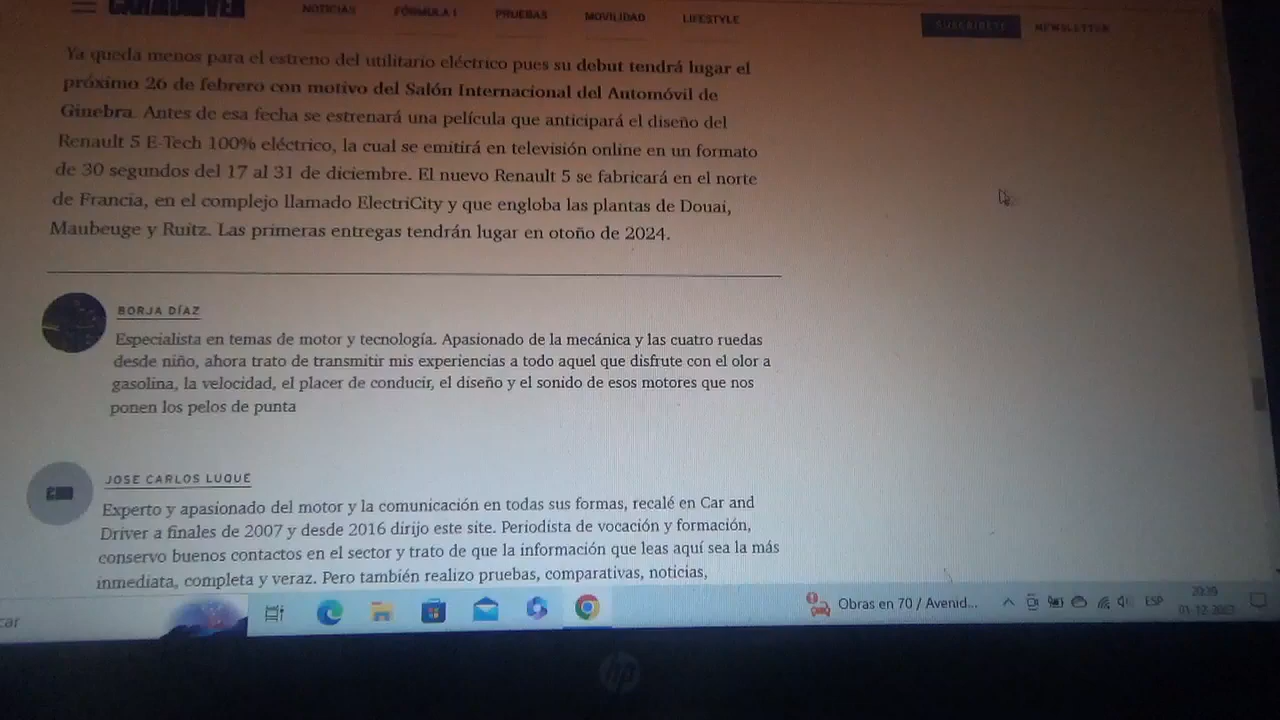 NOTICIAS FÓRMULA 1 PRUEBAS MOVILIDAD LIFESTYLE SUSCRÍBETE NEWSLETTER
Ya queda menos para el estreno del utilitario eléctrico pues su debut tendrá lugar el
próximo 26 de febrero con motivo del Salón Internacional del Automóvil de
Ginebra. Antes de esa fecha se estrenará una película que anticipará el diseño del
Renault 5 E-Tech 100% eléctrico, la cual se emitirá en televisión online en un formato
de 30 segundos del 17 al 31 de diciembre. El nuevo Renault 5 se fabricará en el norte
de Francia, en el complejo llamado ElectriCity y que engloba las plantas de Douai,
Maubeuge y Ruitz. Las primeras entregas tendrán lugar en otoño de 2024.
BORJA DÍAZ
Especialista en temas de motor y tecnología. Apasionado de la mecánica y las cuatro ruedas
desde niño, ahora trato de transmitir mis experiencias a todo aquel que disfrute con el olor a
gasolina, la velocidad, el placer de conducir, el diseño y el sonido de esos motores que nos
ponen los pelos de punta
JOSE CARLOS LUQUE
Experto y apasionado del motor y la comunicación en todas sus formas, recalé en Car and
Driver a finales de 2007 y desde 2016 dirijo este site. Periodista de vocación y formación,
conservo buenos contactos en el sector y trato de que la información que leas aquí sea la más
inmediata, completa y veraz. Pero también realizo pruebas, comparativas, noticias,
car
Obras en 70 / Avenid... ESP 20:39
01-12-2023
hp